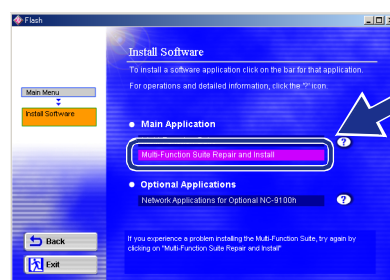 Flash
Install Software
To install a software application click on the bar for that application.
For operations and detailed information, click the "?" icon.
Main Menu
Install Software
Main Application
?
Multi-Function Suite Repair and Install
Optional Applications
Network Applications for Optional NC-9100h
?
Back
Exit
If you experience a problem installing the Multi-Function Suite, try again by
clicking on "Multi-Function Suite Repair and Install"